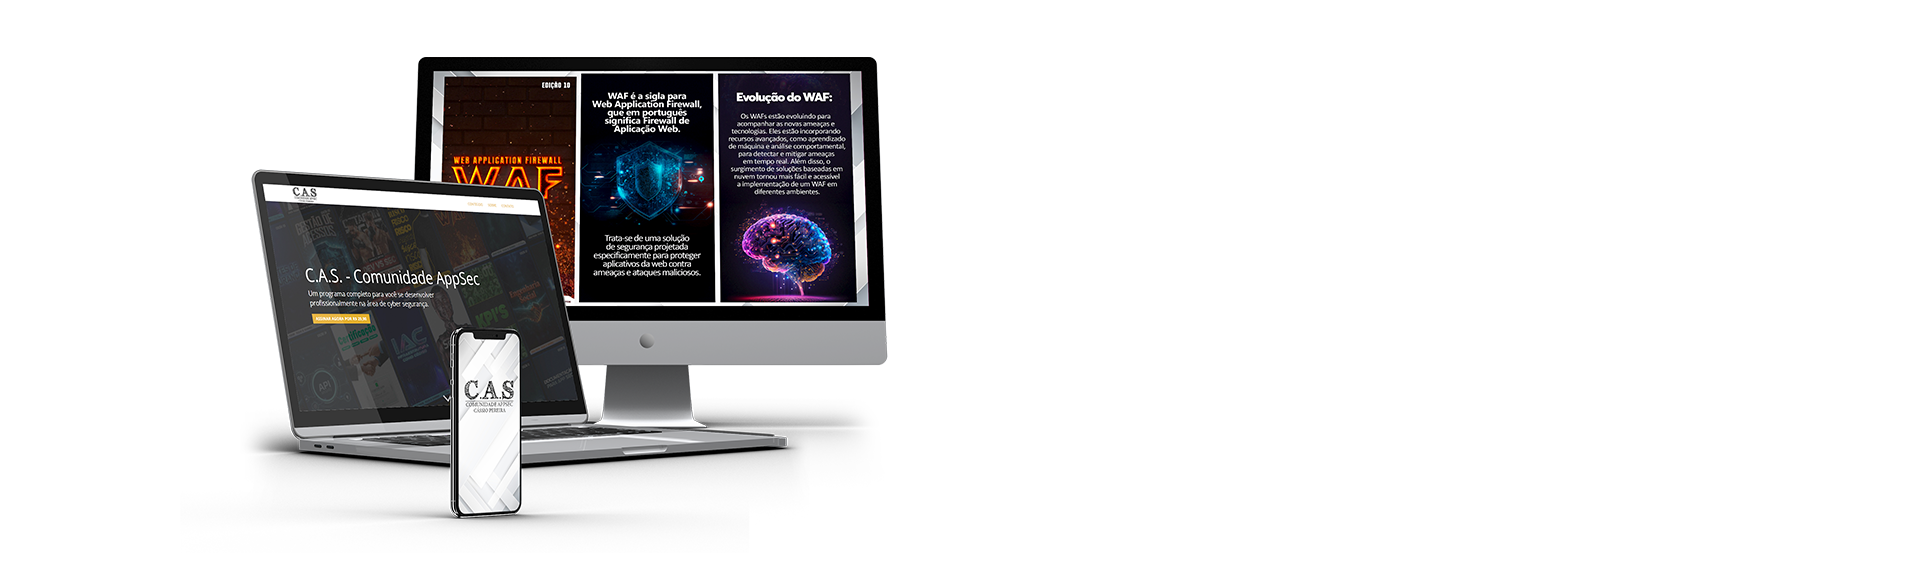 EDIÇÃO 10
WEB APPLICATION FIREWALL
WAF
WAF é a sigla para
Web Application Firewall,
que em português
significa Firewall de
Aplicação Web.
Trata-se de uma solução
de segurança projetada
especificamente para proteger
aplicativos da web contra
ameaças e ataques maliciosos.
Evolução do WAF:
Os WAFs estão evoluindo para
acompanhar as novas ameaças e
tecnologias. Eles estão incorporando
recursos avançados, como aprendizado
de máquina e análise comportamental,
para detectar e mitigar ameaças
em tempo real. Além disso, o
surgimento de soluções baseadas em
nuvem tornou mais fácil e acessível
a implementação de um WAF em
diferentes ambientes.
C.A.S
C.A.S. - Comunidade AppSec
Um programa completo para você se desenvolver
profissionalmente na área de cyber segurança.
KPI'S
IAC
API
C.A.S
COMUNIDADE APPSEC
CÁSSIO PEREIRA